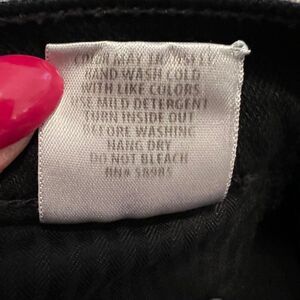 COLOR MAY TRANSFER
HAND WASH COLD
WITH LIKE COLORS
USE MILD DETERGENT
TURN INSIDE OUT
BEFORE WASHING
HANG DRY
DO NOT BLEACH
RN# 58985